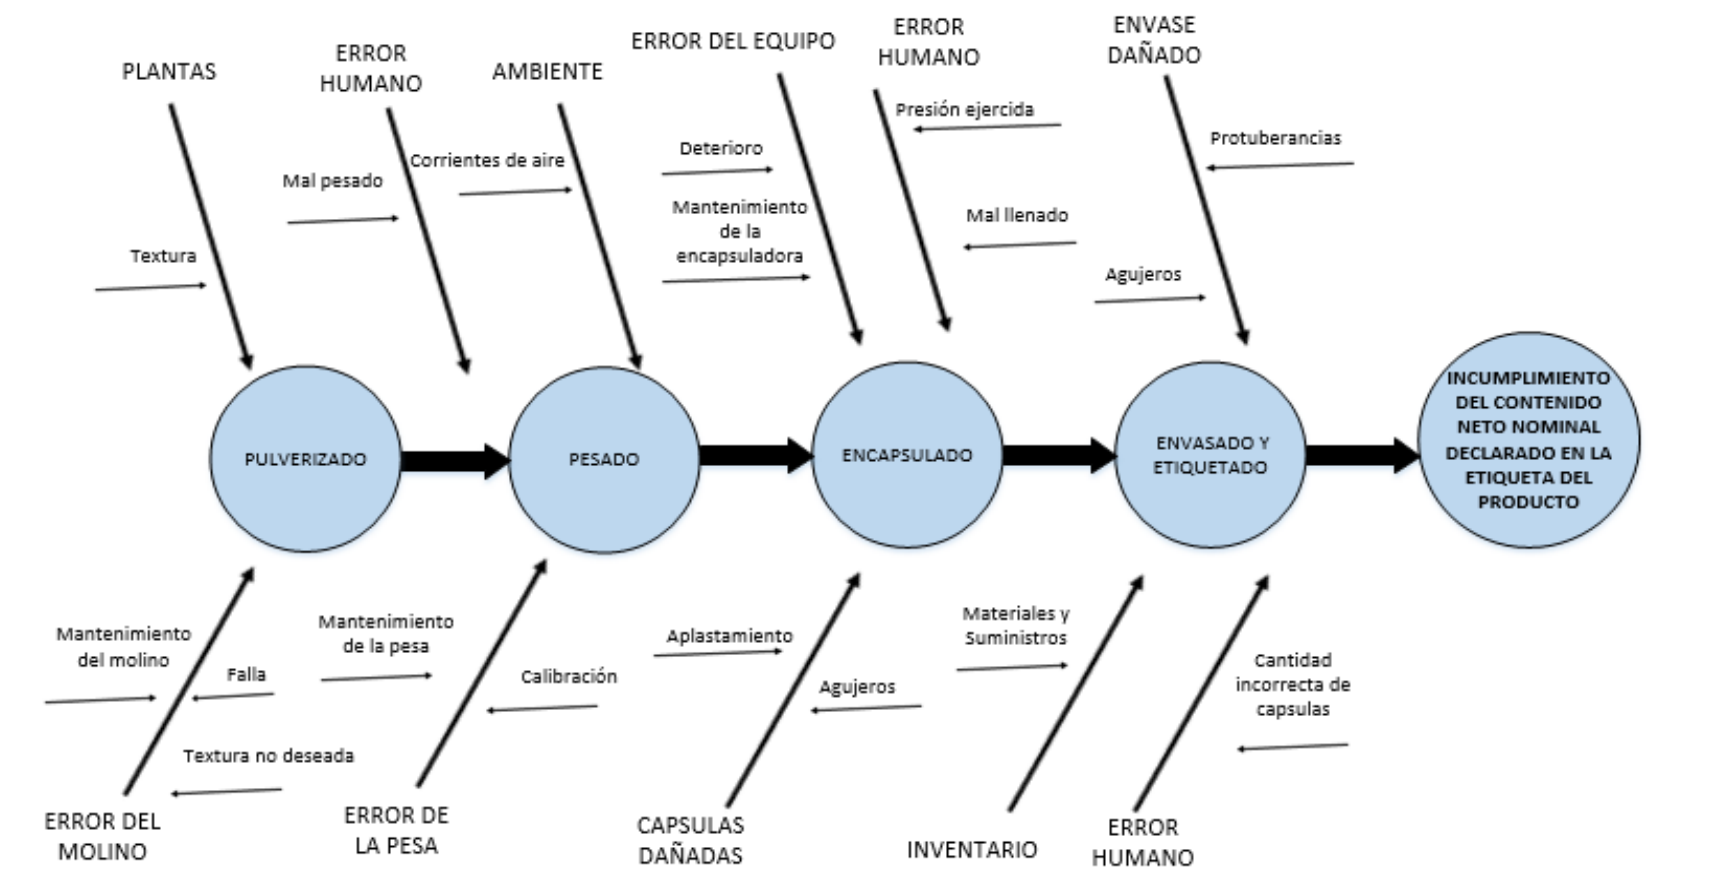 PLANTAS
ERROR
HUMANO
AMBIENTE
ERROR DEL EQUIPO
ERROR
HUMANO
ENVASE
DAÑADO
Textura
Mal pesado
Corrientes de aire
Deterioro
Mantenimiento
de la
encapsuladora
Presión ejercida
Mal llenado
Protuberancias
Agujeros
PULVERIZADO
PESADO
ENCAPSULADO
ENVASADO Y
ETIQUETADO
INCUMPLIMIENTO
DEL CONTENIDO
NETO NOMINAL
DECLARADO EN LA
ETIQUETA DEL
PRODUCTO
Mantenimiento
del molino
Falla
Textura no deseada
Mantenimiento
de la pesa
Calibración
Aplastamiento
Agujeros
Materiales y
Suministros
Cantidad
incorrecta de
capsulas
ERROR DEL
MOLINO
ERROR DE
LA PESA
CAPSULAS
DAÑADAS
INVENTARIO
ERROR
HUMANO